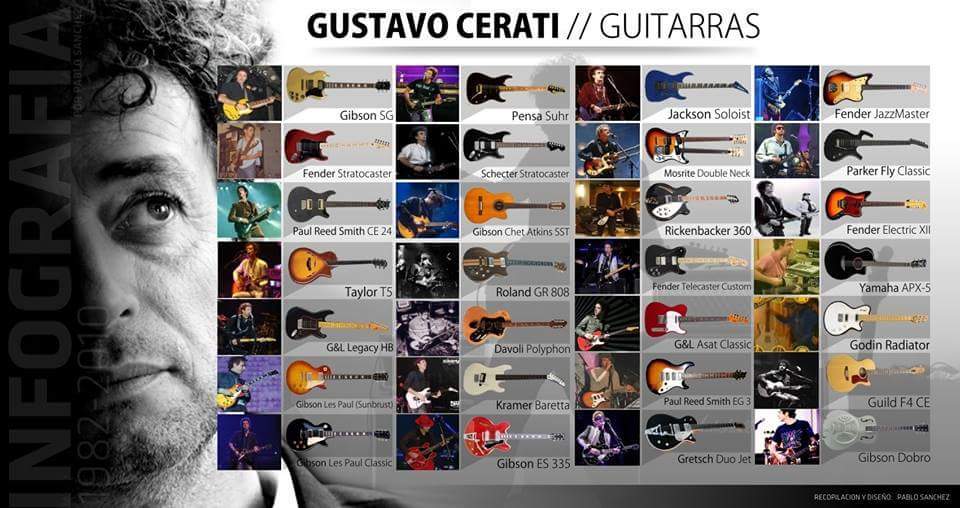 GUSTAVO CERATI // GUITARRAS
INFOGRAFIA
1982-2010
PABLO SANCHEZ
Gibson SG
Pensa Suhr
Jackson Soloist
Fender JazzMaster
Fender Stratocaster
Schecter Stratocaster
Mosrite Double Neck
Parker Fly Classic
Paul Reed Smith CE 24
Gibson Chet Atkins SST
Rickenbacker 360
Fender Electric XII
Taylor T5
Roland GR 808
Fender Telecaster Custom
Yamaha APX-5
G&L Legacy HB
Davoli Polyphon
G&L Asat Classic
Godin Radiator
Gibson Les Paul (Sunbrust)
Kramer Baretta
Paul Reed Smith EG 3
Guild F4 CE
Gibson Les Paul Classic
Gibson ES 335
Gretsch Duo Jet
Gibson Dobro
RECOPILACION Y DISEÑO: PABLO SANCHEZ